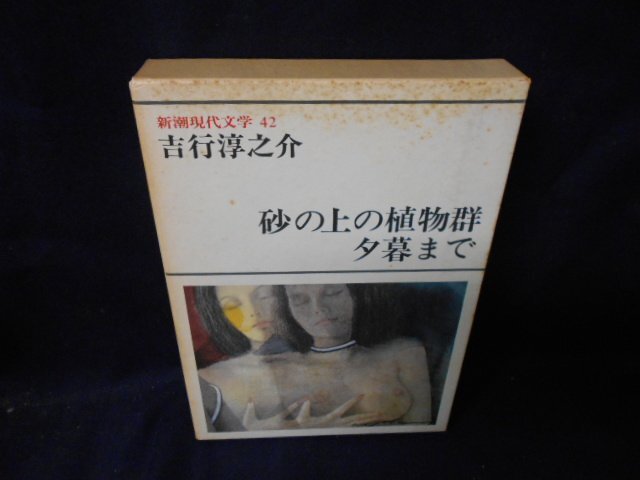 新潮現代文学 42
吉行淳之介
砂の上の植物群
夕暮まで